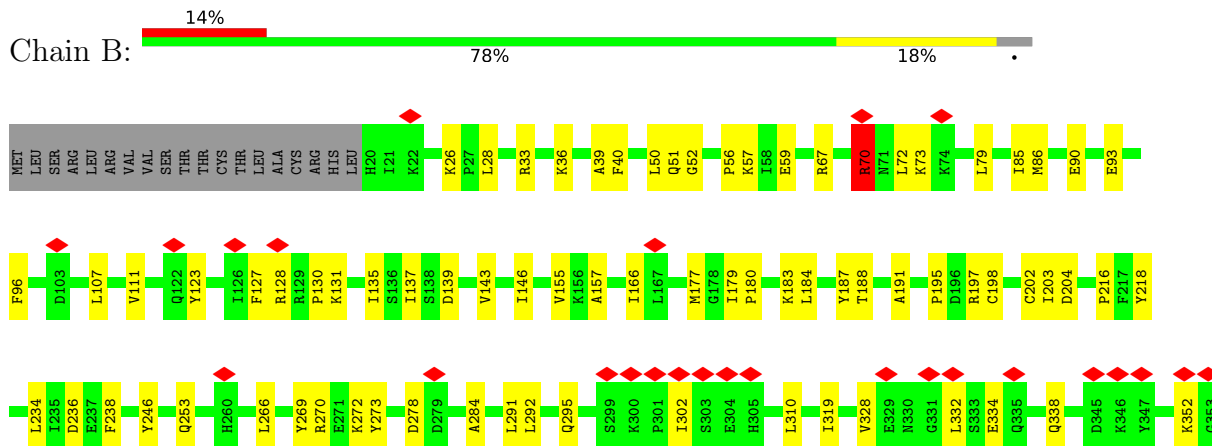 14%
Chain B:
78% 18% •
MET LEU SER ARG LEU ARG VAL VAL SER THR THR CYS THR LEU ALA CYS ARG HIS LEU H20 I21 K22 K26 P27 L28 R33 K36 A39 F40 L50 Q51 G52 P56 K57 I58 E59 R67 R70 N71 L72 K73 K74 L79 I85 M86 E90 E93
F96 D103 L107 V111 Q122 Y123 I126 F127 R128 R129 P130 K131 I135 S136 I137 S138 D139 V143 I146 V155 K156 A157 I166 L167 M177 G178 I179 P180 K183 L184 Y187 T188 A191 P195 D196 R197 C198 C202 I203 D204 P216 F217 Y218
L234 I235 D236 E237 F238 Y246 Q253 H260 L266 Y269 R270 E271 K272 Y273 D278 D279 A284 L291 L292 Q295 S299 K300 P301 I302 S303 E304 H305 L310 I319 V328 E329 N330 G331 L332 S333 E334 Q335 Q338 D345 K346 Y347 K352 G353